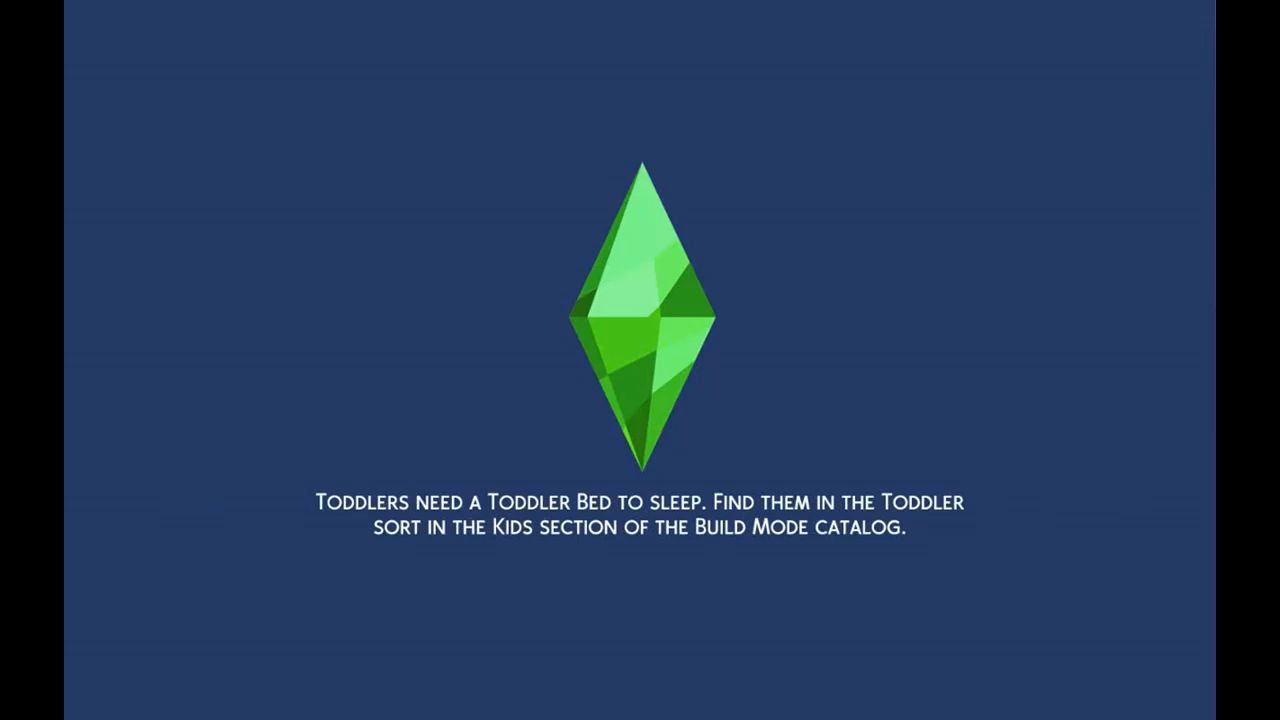 Toddlers need a Toddler Bed to sleep. Find them in the Toddler
sort in the Kids section of the Build Mode catalog.